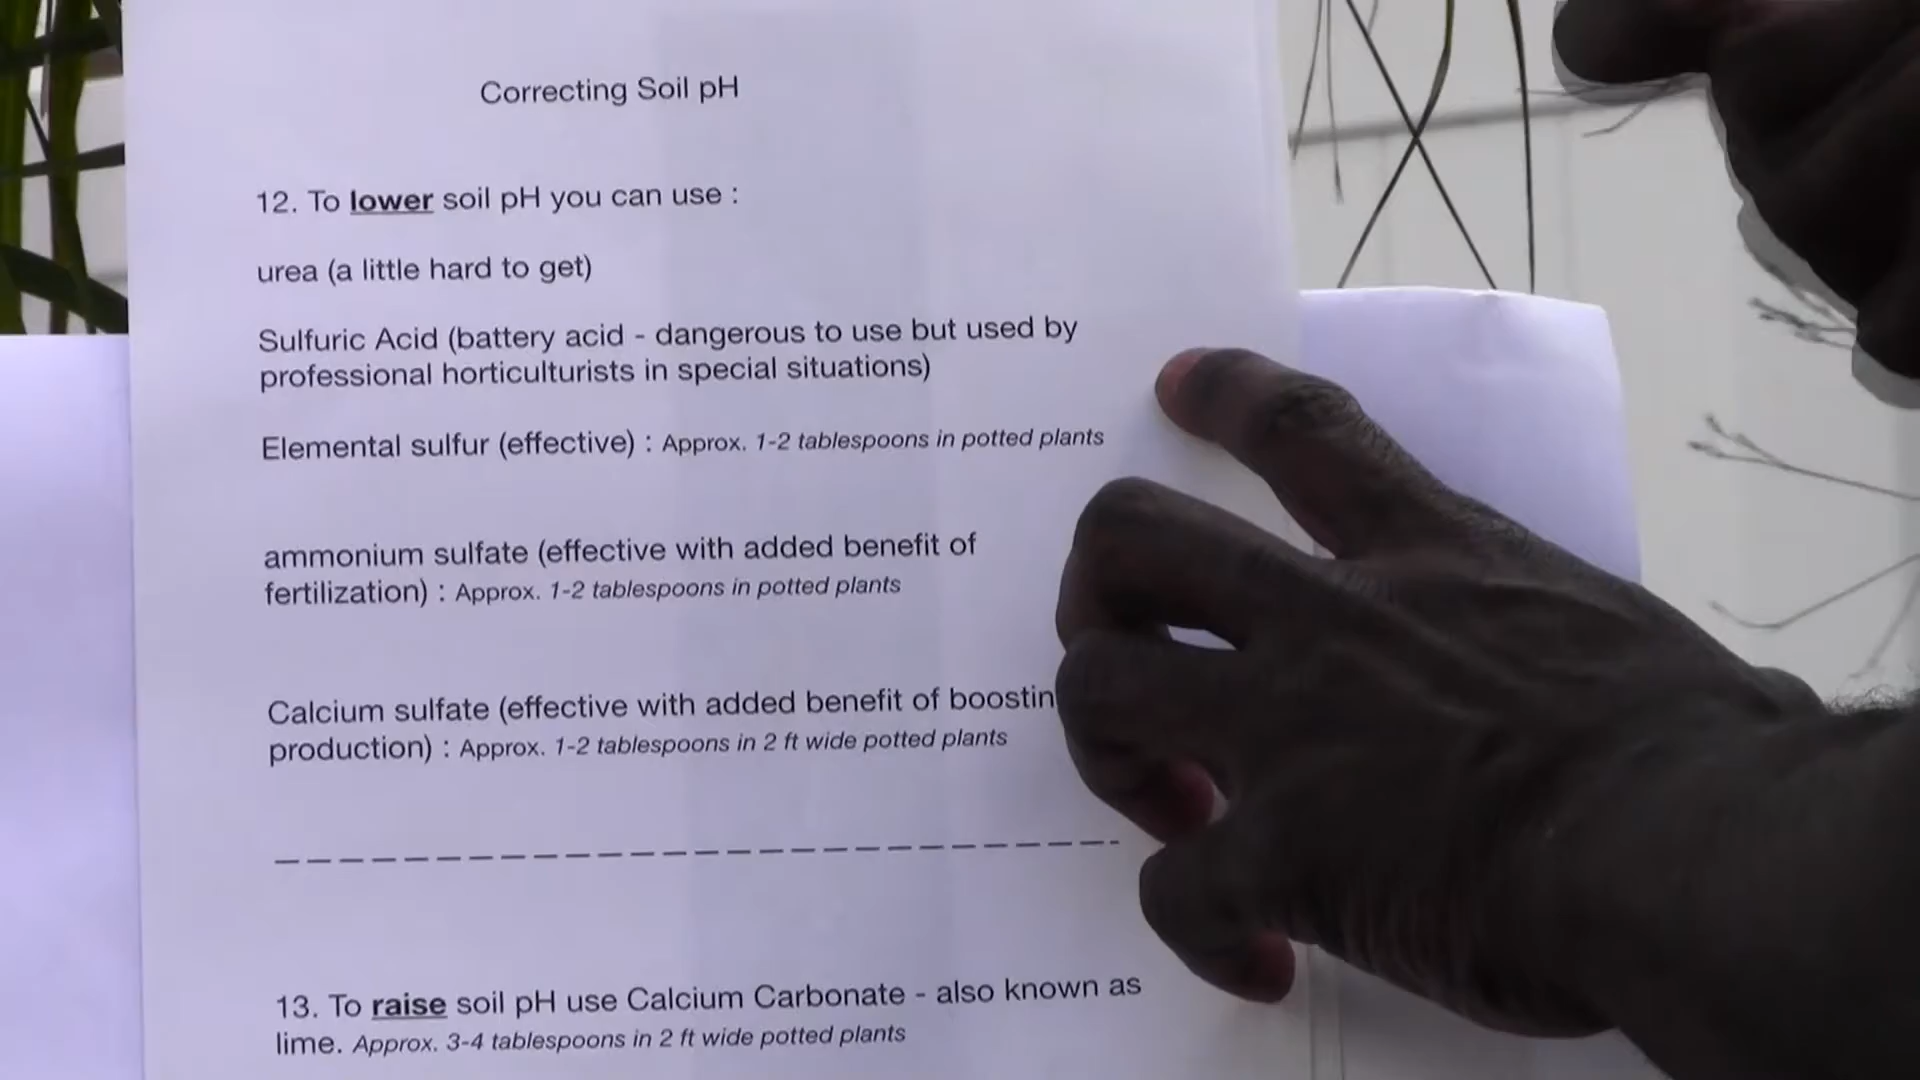 Correcting Soil pH
12. To lower soil pH you can use :
urea (a little hard to get)
Sulfuric Acid (battery acid - dangerous to use but used by
professional horticulturists in special situations)
Elemental sulfur (effective) : Approx. 1-2 tablespoons in potted plants
ammonium sulfate (effective with added benefit of
fertilization) : Approx. 1-2 tablespoons in potted plants
Calcium sulfate (effective with added benefit of
production) : Approx. 1-2 tablespoons in 2 ft wide potted plants
13. To raise soil pH use Calcium Carbonate - also known as
lime. Approx. 3-4 tablespoons in 2 ft wide potted plants